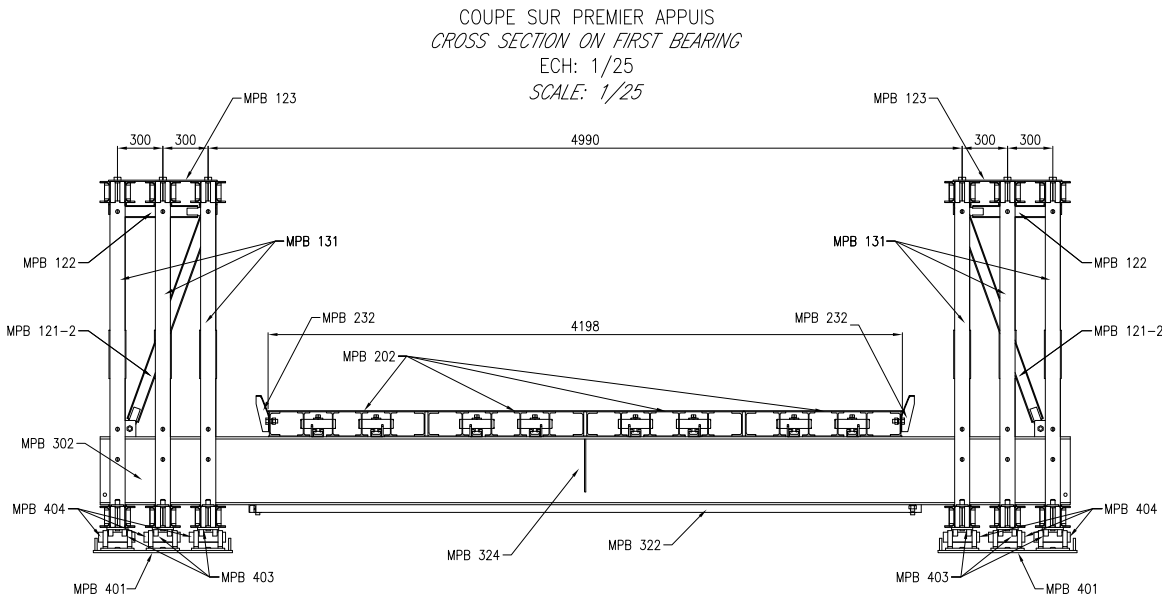 COUPE SUR PREMIER APPUIS
CROSS SECTION ON FIRST BEARING
ECH: 1/25
SCALE: 1/25
MPB 123
MPB 123
300
300
4990
300
300
MPB 131
MPB 131
MPB 122
MPB 122
MPB 232
4198
MPB 232
MPB 121-2
MPB 121-2
MPB 202
MPB 302
MPB 404
MPB 404
MPB 324
MPB 322
MPB 403
MPB 403
MPB 401
MPB 401